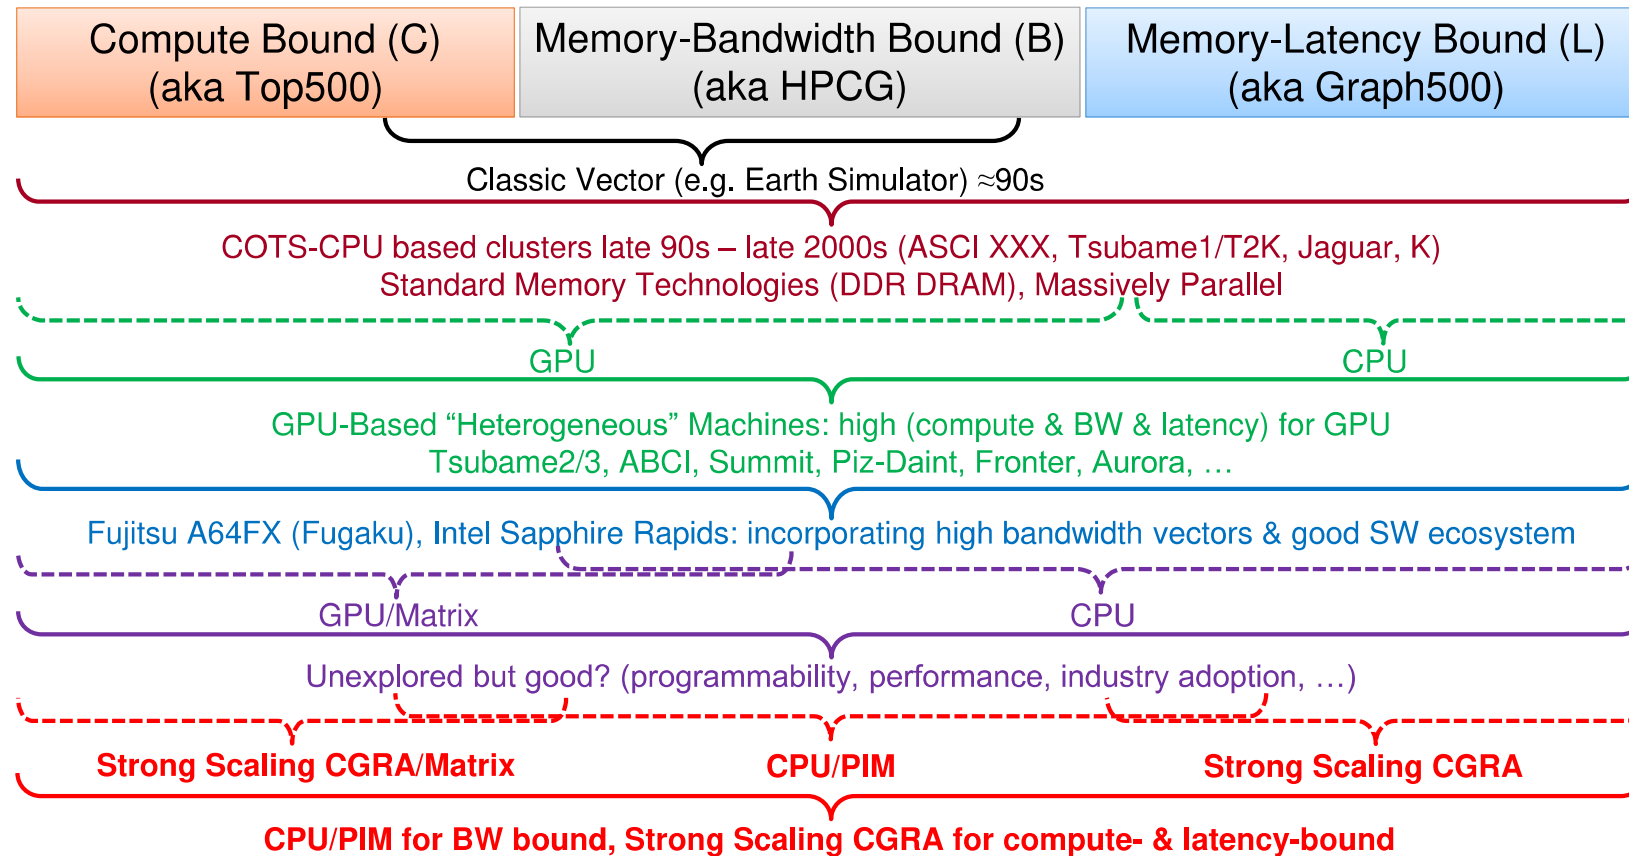 Compute Bound (C)
(aka Top500)
Memory-Bandwidth Bound (B)
(aka HPCG)
Memory-Latency Bound (L)
(aka Graph500)
Classic Vector (e.g. Earth Simulator) ≈90s
COTS-CPU based clusters late 90s – late 2000s (ASCI XXX, Tsubame1/T2K, Jaguar, K)
Standard Memory Technologies (DDR DRAM), Massively Parallel
GPU
CPU
GPU-Based “Heterogeneous” Machines: high (compute & BW & latency) for GPU
Tsubame2/3, ABCI, Summit, Piz-Daint, Fronter, Aurora, …
Fujitsu A64FX (Fugaku), Intel Sapphire Rapids: incorporating high bandwidth vectors & good SW ecosystem
GPU/Matrix
CPU
Unexplored but good? (programmability, performance, industry adoption, …)
Strong Scaling CGRA/Matrix
CPU/PIM
Strong Scaling CGRA
CPU/PIM for BW bound, Strong Scaling CGRA for compute- & latency-bound